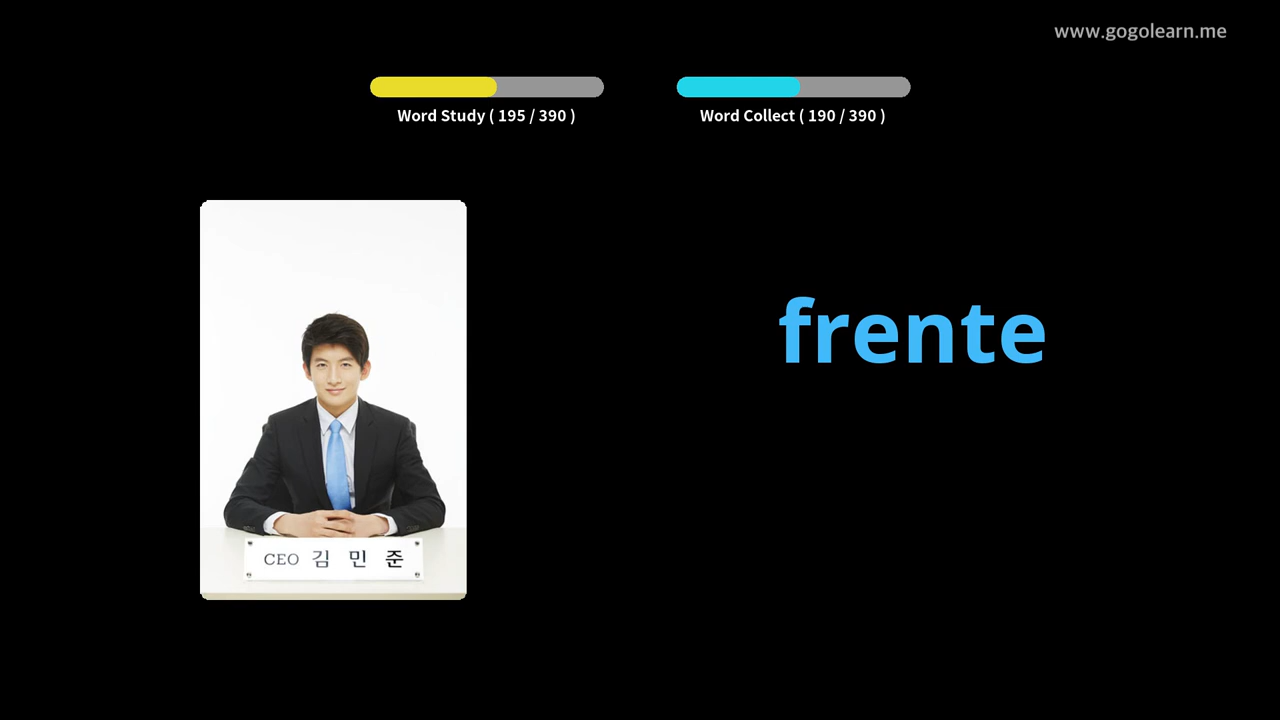 www.gogolearn.me
Word Study ( 195 / 390 )
Word Collect ( 190 / 390 )
frente
CEO 김 민 준